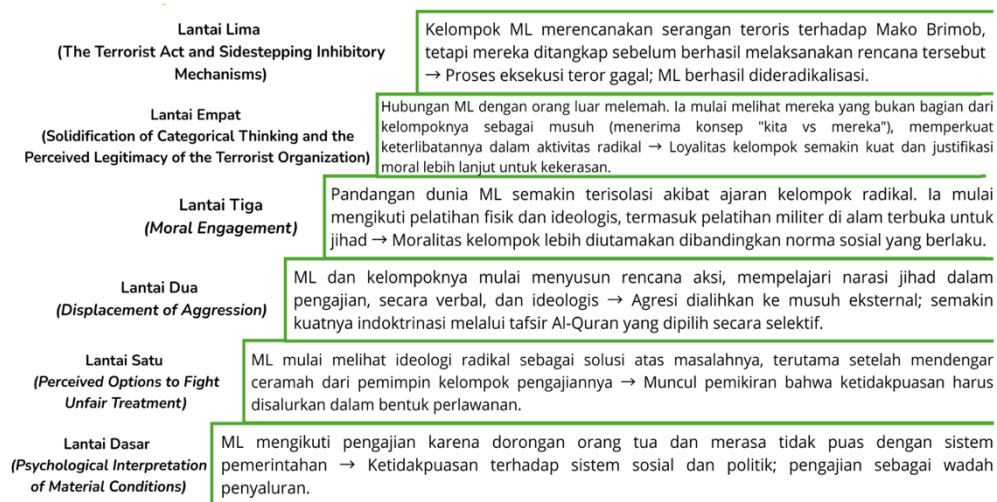 Lantai Lima
(The Terrorist Act and Sidestepping Inhibitory
Mechanisms)
Kelompok ML merencanakan serangan teroris terhadap Mako Brimob,
tetapi mereka ditangkap sebelum berhasil melaksanakan rencana tersebut
→ Proses eksekusi teror gagal; ML berhasil dideradikalisasi.
Lantai Empat
(Solidification of Categorical Thinking and the
Perceived Legitimacy of the Terrorist Organization)
Hubungan ML dengan orang luar melemah. Ia mulai melihat mereka yang bukan bagian dari
kelompoknya sebagai musuh (menerima konsep "kita vs mereka"), memperkuat
keterlibatannya dalam aktivitas radikal → Loyalitas kelompok semakin kuat dan justifikasi
moral lebih lanjut untuk kekerasan.
Lantai Tiga
(Moral Engagement)
Pandangan dunia ML semakin terisolasi akibat ajaran kelompok radikal. Ia mulai
mengikuti pelatihan fisik dan ideologis, termasuk pelatihan militer di alam terbuka untuk
jihad → Moralitas kelompok lebih diutamakan dibandingkan norma sosial yang berlaku.
Lantai Dua
(Displacement of Aggression)
ML dan kelompoknya mulai menyusun rencana aksi, mempelajari narasi jihad dalam
pengajian, secara verbal, dan ideologis → Agresi dialihkan ke musuh eksternal; semakin
kuatnya indoktrinasi melalui tafsir Al-Quran yang dipilih secara selektif.
Lantai Satu
(Perceived Options to Fight
Unfair Treatment)
ML mulai melihat ideologi radikal sebagai solusi atas masalahnya, terutama setelah mendengar
ceramah dari pemimpin kelompok pengajiannya → Muncul pemikiran bahwa ketidakpuasan harus
disalurkan dalam bentuk perlawanan.
Lantai Dasar
(Psychological Interpretation
of Material Conditions)
ML mengikuti pengajian karena dorongan orang tua dan merasa tidak puas dengan sistem
pemerintahan → Ketidakpuasan terhadap sistem sosial dan politik; pengajian sebagai wadah
penyaluran.